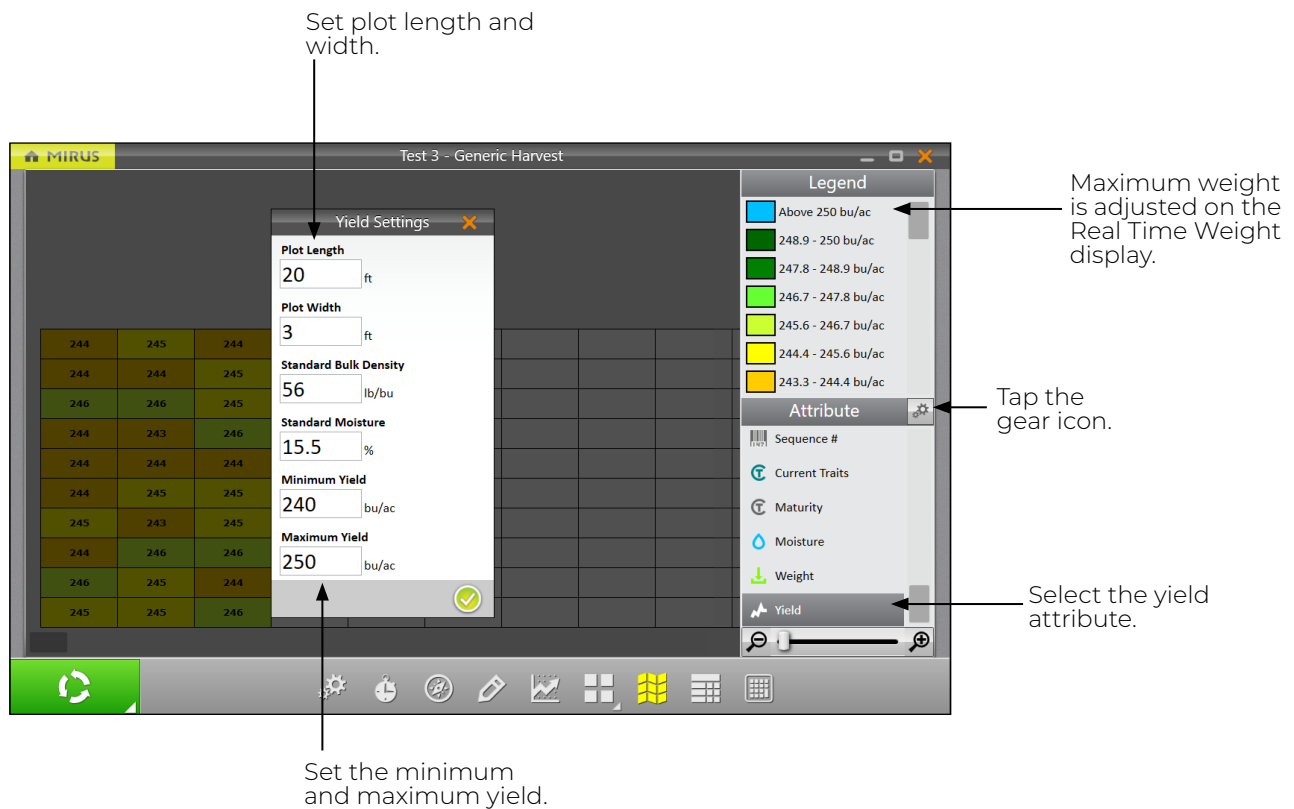 Set plot length and
width.
MIRUS
Test 3 - Generic Harvest
Legend
Above 250 bu/ac
248.9 - 250 bu/ac
247.8 - 248.9 bu/ac
246.7 - 247.8 bu/ac
245.6 - 246.7 bu/ac
244.4 - 245.6 bu/ac
243.3 - 244.4 bu/ac
Maximum weight
is adjusted on the
Real Time Weight
display.
Yield Settings
Plot Length
20 ft
Plot Width
3 ft
Standard Bulk Density
56 lb/bu
Standard Moisture
15.5 %
Minimum Yield
240 bu/ac
Maximum Yield
250 bu/ac
244 245 244
244 244 245
246 246 245
244 243 246
244 244 244
244 245 245
245 243 245
244 246 246
246 245 244
245 245 246
Attribute
Tap the
gear icon.
Sequence #
Current Traits
Maturity
Moisture
Weight
Yield
Select the yield
attribute.
Set the minimum
and maximum yield.